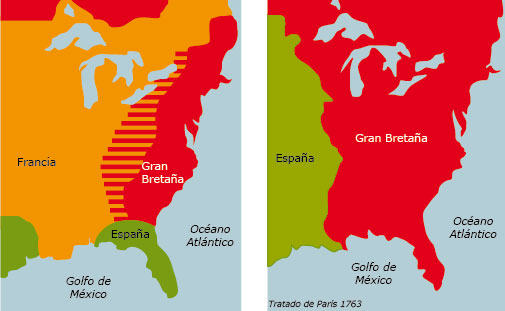 Francia
Gran
Bretaña
España
Océano
Atlántico
Golfo de
México
Gran Bretaña
España
Océano
Atlántico
Golfo de
México
Tratado de París 1763